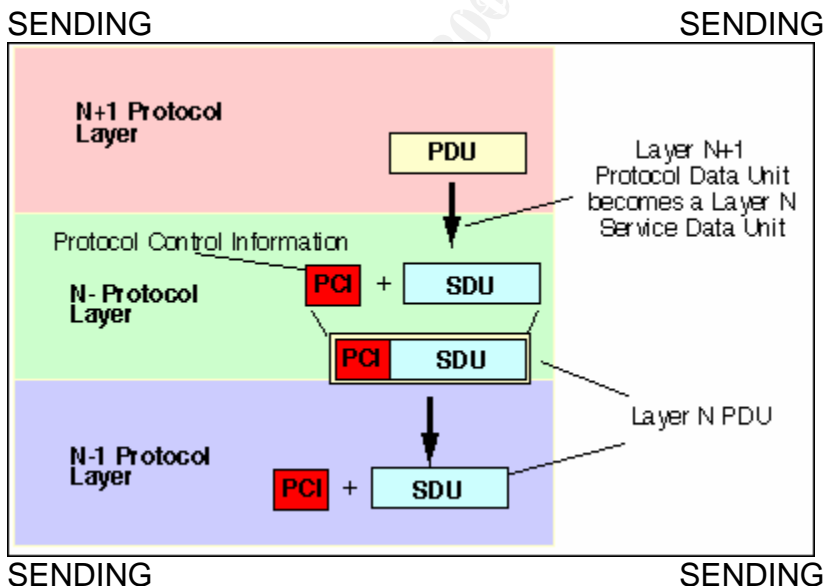 SENDING SENDING
N+1 Protocol
Layer
PDU
Layer N+1
Protocol Data Unit
becomes a Layer N
Service Data Unit
Protocol Control Information
PCI + SDU
N- Protocol
Layer
PCI SDU
Layer N PDU
N-1 Protocol
Layer
PCI + SDU
SENDING SENDING